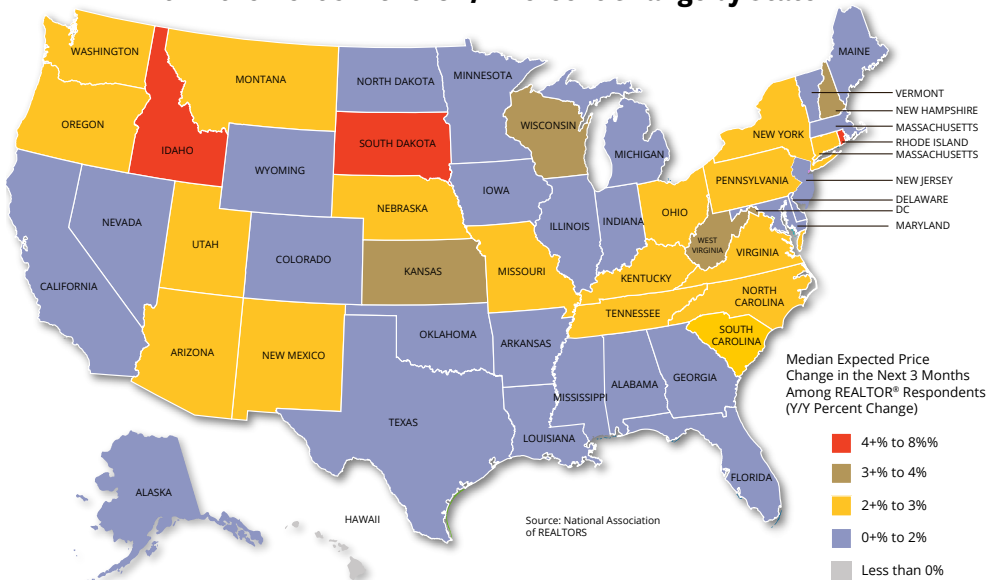 WASHINGTON
MONTANA
NORTH DAKOTA
MINNESOTA
MAINE
OREGON
IDAHO
SOUTH DAKOTA
WISCONSIN
MICHIGAN
NEW YORK
VERMONT
NEW HAMPSHIRE
MASSACHUSETTS
RHODE ISLAND
MASSACHUSETTS
NEW JERSEY
DELAWARE
DC
MARYLAND
WYOMING
IOWA
NEBRASKA
PENNSYLVANIA
NEVADA
UTAH
COLORADO
ILLINOIS
INDIANA
OHIO
WEST
VIRGINIA
VIRGINIA
CALIFORNIA
KANSAS
MISSOURI
KENTUCKY
NORTH
CAROLINA
TENNESSEE
SOUTH
CAROLINA
ARIZONA
NEW MEXICO
OKLAHOMA
ARKANSAS
TEXAS
MISSISSIPPI
ALABAMA
GEORGIA
LOUISIANA
FLORIDA
ALASKA
HAWAII
Source: National Association
of REALTORS
Median Expected Price
Change in the Next 3 Months
Among REALTOR® Respondents
(Y/Y Percent Change)
4+% to 8%%
3+% to 4%
2+% to 3%
0+% to 2%
Less than 0%